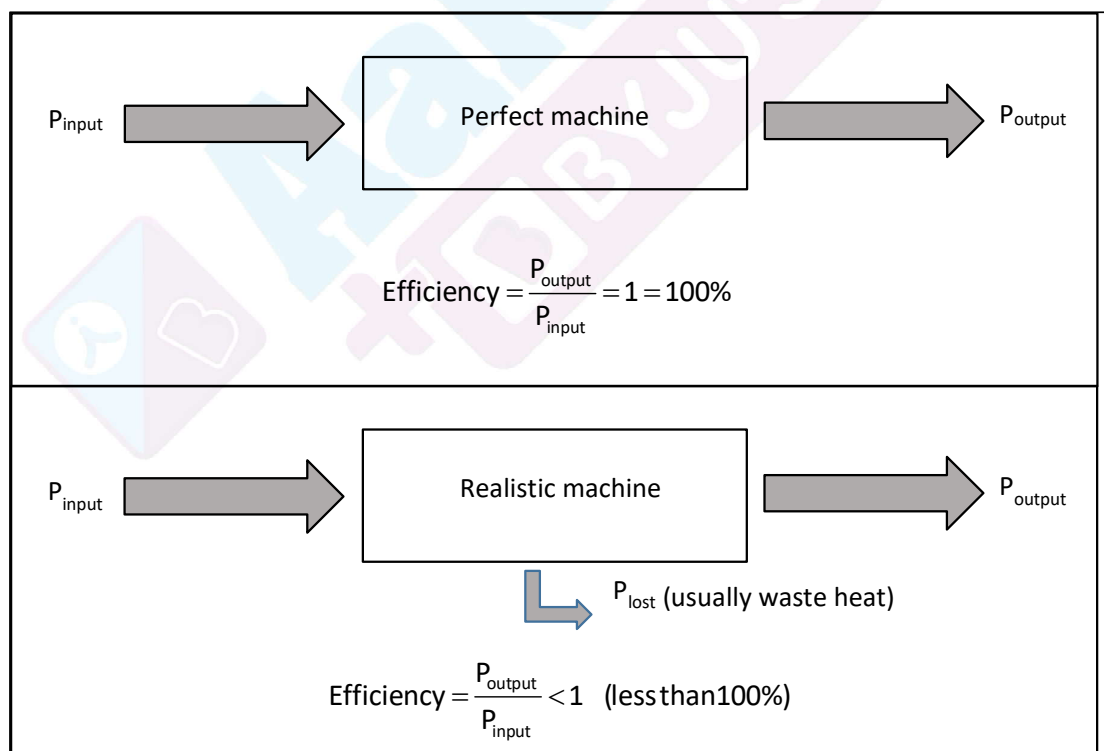 P_input Perfect machine P_output
Efficiency = P_output / P_input = 1 = 100%
P_input Realistic machine P_output
P_lost (usually waste heat)
Efficiency = P_output / P_input < 1 (less than 100%)